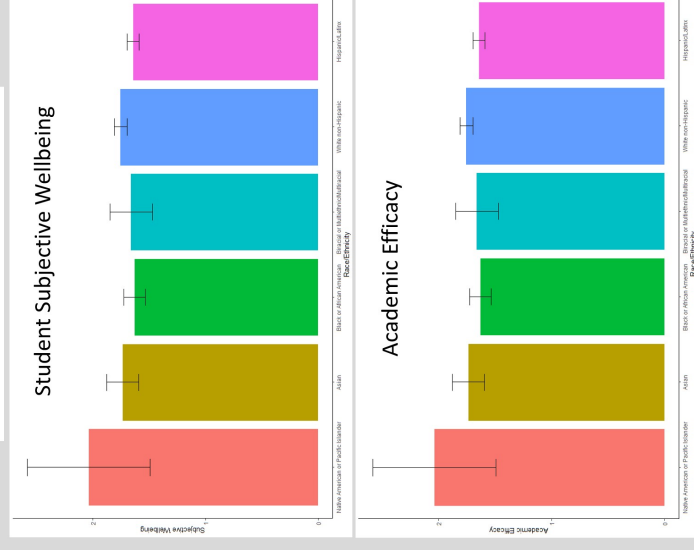 Student Subjective Wellbeing
Subjective Wellbeing
2
1
0
Native American or Pacific Islander
Asian
Black or African American
Biracial or Multiethnic/Multiracial
White non-Hispanic
Hispanic/Latinx
Race/Ethnicity
Academic Efficacy
Academic Efficacy
2
1
0
Native American or Pacific Islander
Asian
Black or African American
Biracial or Multiethnic/Multiracial
White non-Hispanic
Hispanic/Latinx
Race/Ethnicity